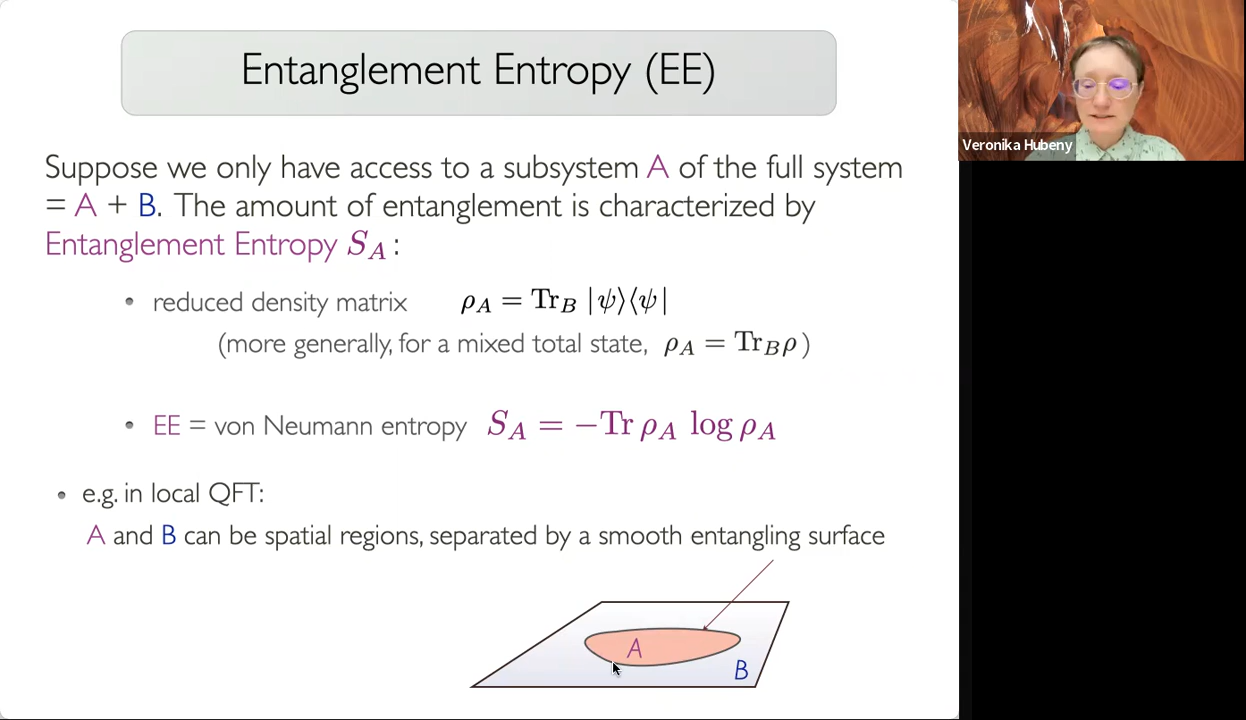 Entanglement Entropy (EE)
Veronika Hubeny
Suppose we only have access to a subsystem A of the full system
= A + B. The amount of entanglement is characterized by
Entanglement Entropy S_A :
• reduced density matrix ρ_A = Tr_B |ψ⟩⟨ψ|
(more generally, for a mixed total state, ρ_A = Tr_B ρ )
• EE = von Neumann entropy S_A = −Tr ρ_A log ρ_A
• e.g. in local QFT:
A and B can be spatial regions, separated by a smooth entangling surface
A
B